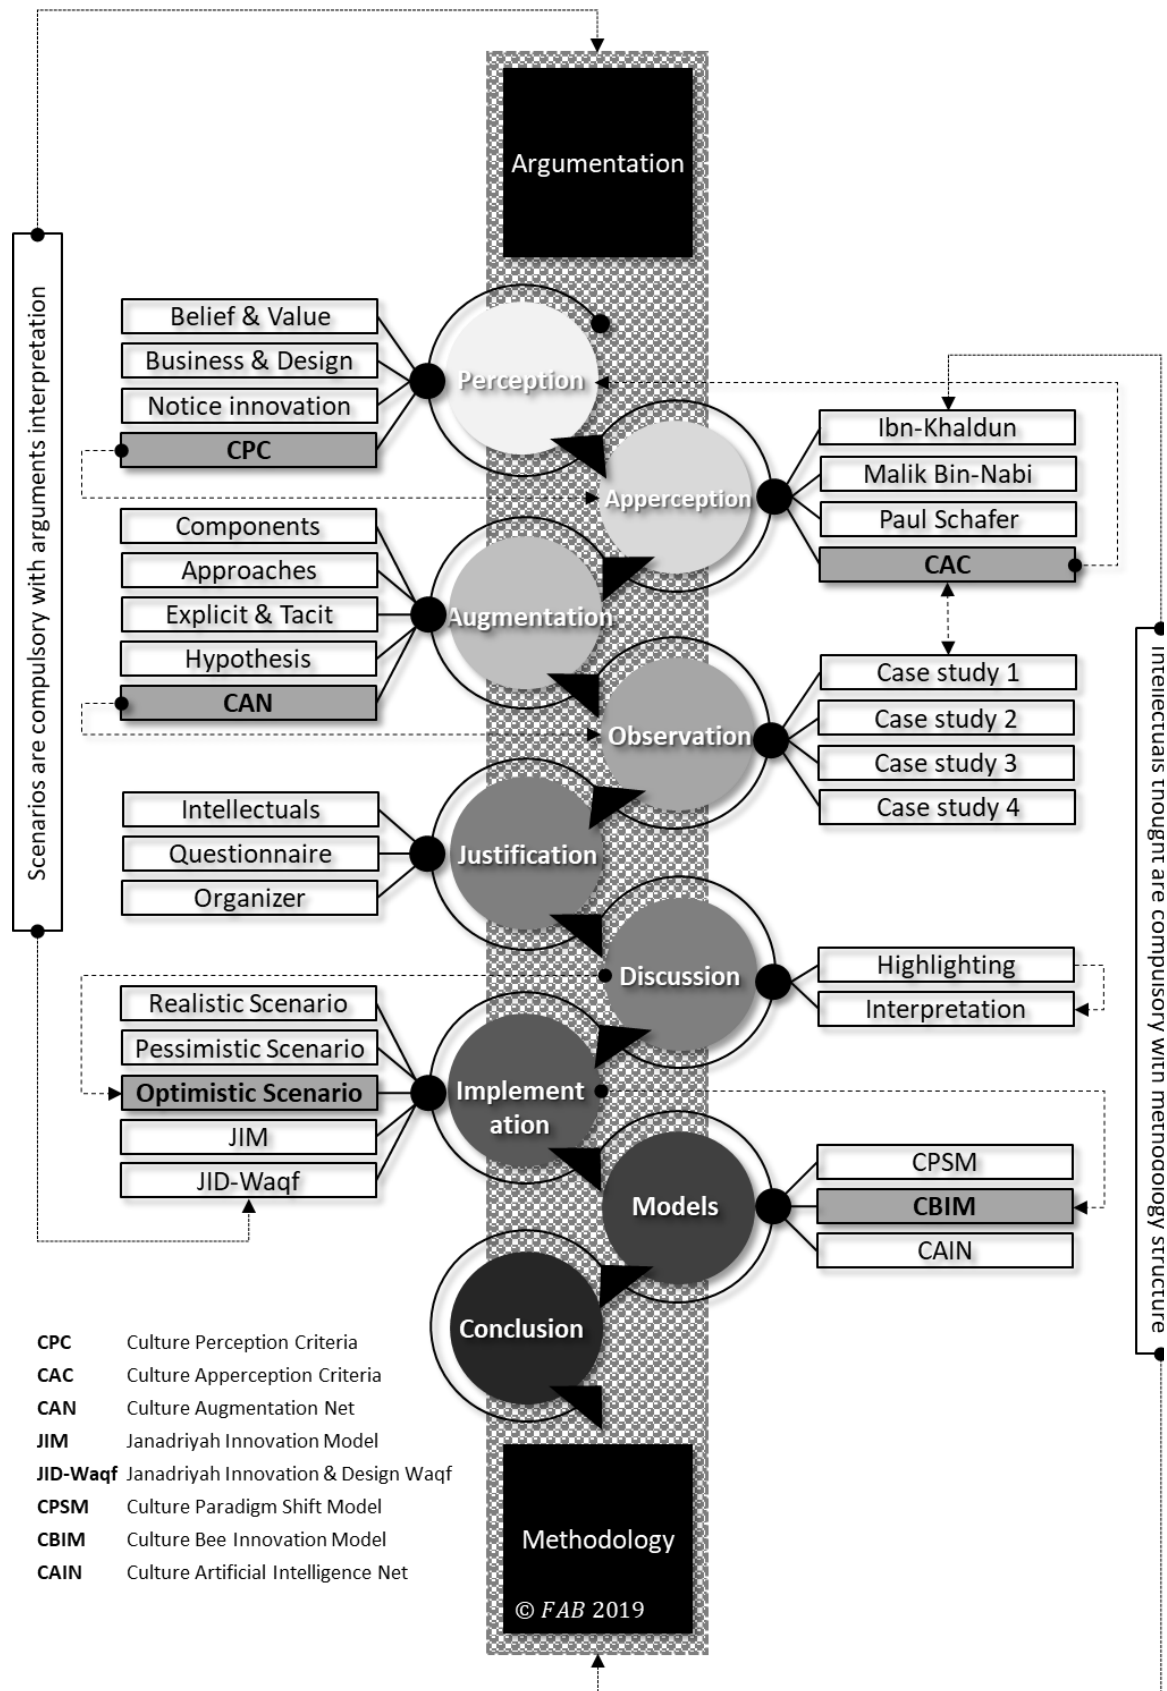 Argumentation
Scenarios are compulsory with arguments interpretation
Belief & Value
Business & Design
Notice innovation
CPC
Perception
Apperception
Ibn-Khaldun
Malik Bin-Nabi
Paul Schafer
CAC
Components
Approaches
Explicit & Tacit
Hypothesis
CAN
Augmentation
Observation
Case study 1
Case study 2
Case study 3
Case study 4
Intellectuals thought are compulsory with methodology structure
Intellectuals
Questionnaire
Organizer
Justification
Discussion
Highlighting
Interpretation
Realistic Scenario
Pessimistic Scenario
Optimistic Scenario
JIM
JID-Waqf
Implement
ation
Models
CPSM
CBIM
CAIN
Conclusion
CPC Culture Perception Criteria
CAC Culture Apperception Criteria
CAN Culture Augmentation Net
JIM Janadriyah Innovation Model
JID-Waqf Janadriyah Innovation & Design Waqf
CPSM Culture Paradigm Shift Model
CBIM Culture Bee Innovation Model
CAIN Culture Artificial Intelligence Net
Methodology
© FAB 2019